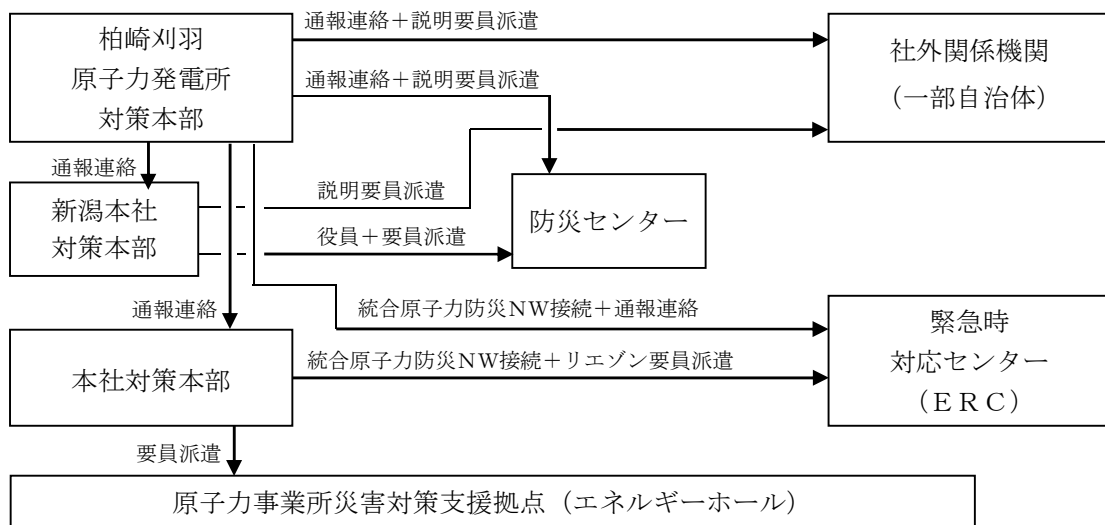 通報連絡+説明要員派遣
柏崎刈羽
原子力発電所
対策本部
社外関係機関
(一部自治体)
通報連絡+説明要員派遣
通報連絡
新潟本社
対策本部
説明要員派遣
防災センター
役員+要員派遣
通報連絡
統合原子力防災NW接続+通報連絡
緊急時
対応センター
(ERC)
本社対策本部
統合原子力防災NW接続+リエゾン要員派遣
要員派遣
原子力事業所災害対策支援拠点(エネルギーホール)